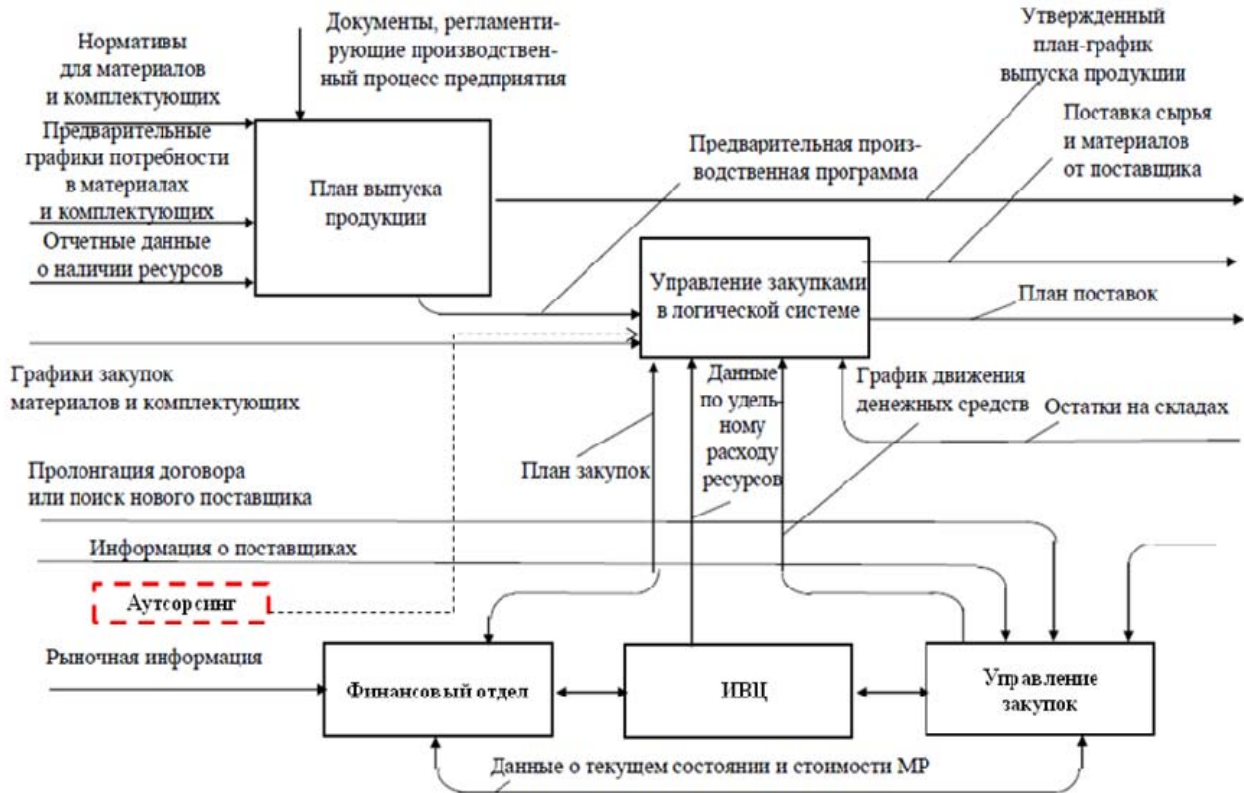 Нормативы
для материалов
и комплектующих
Документы, регламенти-
рующие производствен-
ный процесс предприятия
Утвержденный
план-график
выпуска продукции
Предварительные
графики потребности
в материалах
и комплектующих
План выпуска
продукции
Предварительная произ-
водственная программа
Поставка сырья
и материалов
от поставщика
Отчетные данные
о наличии ресурсов
Управление закупками
в логической системе
План поставок
Графики закупок
материалов и комплектующих
Данные
по удель-
ному
расходу
ресурсов
График движения
денежных средств
Остатки на складах
План закупок
Пролонгация договора
или поиск нового поставщика
Информация о поставщиках
Аутсорсинг
Рыночная информация
Финансовый отдел
ИВЦ
Управление
закупок
Данные о текущем состоянии и стоимости МР